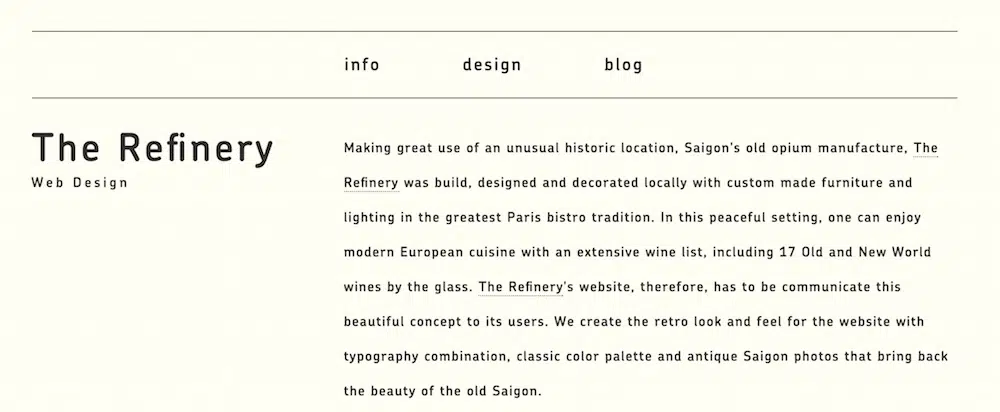 info design blog
The Refinery
Web Design
Making great use of an unusual historic location, Saigon's old opium manufacture, The
Refinery was build, designed and decorated locally with custom made furniture and
lighting in the greatest Paris bistro tradition. In this peaceful setting, one can enjoy
modern European cuisine with an extensive wine list, including 17 Old and New World
wines by the glass. The Refinery's website, therefore, has to be communicate this
beautiful concept to its users. We create the retro look and feel for the website with
typography combination, classic color palette and antique Saigon photos that bring back
the beauty of the old Saigon.